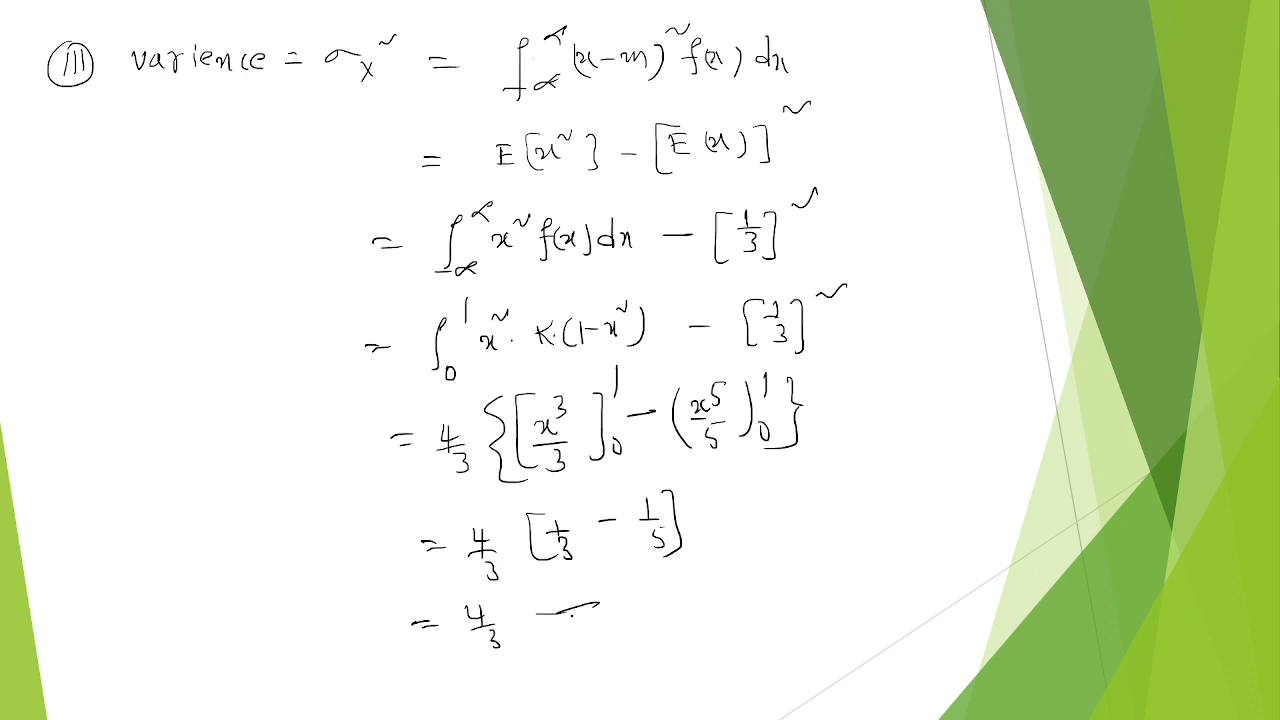 (iii) varience = σ_x^~ = ∫_{-∝}^{∝} (x-m)^~ f(x) dx
= E[x^~] - [E(x)]^~
= ∫_{-∝}^{∝} x^~ f(x) dx - [1/3]^~
= ∫_0^1 x^~ . K.(1-x^~) - [1/3]^~
= 4/3 {[x^3/3]_0^1 - (x^5/5)_0^1}
= 4/3 [1/3 - 1/5]
= 4/3